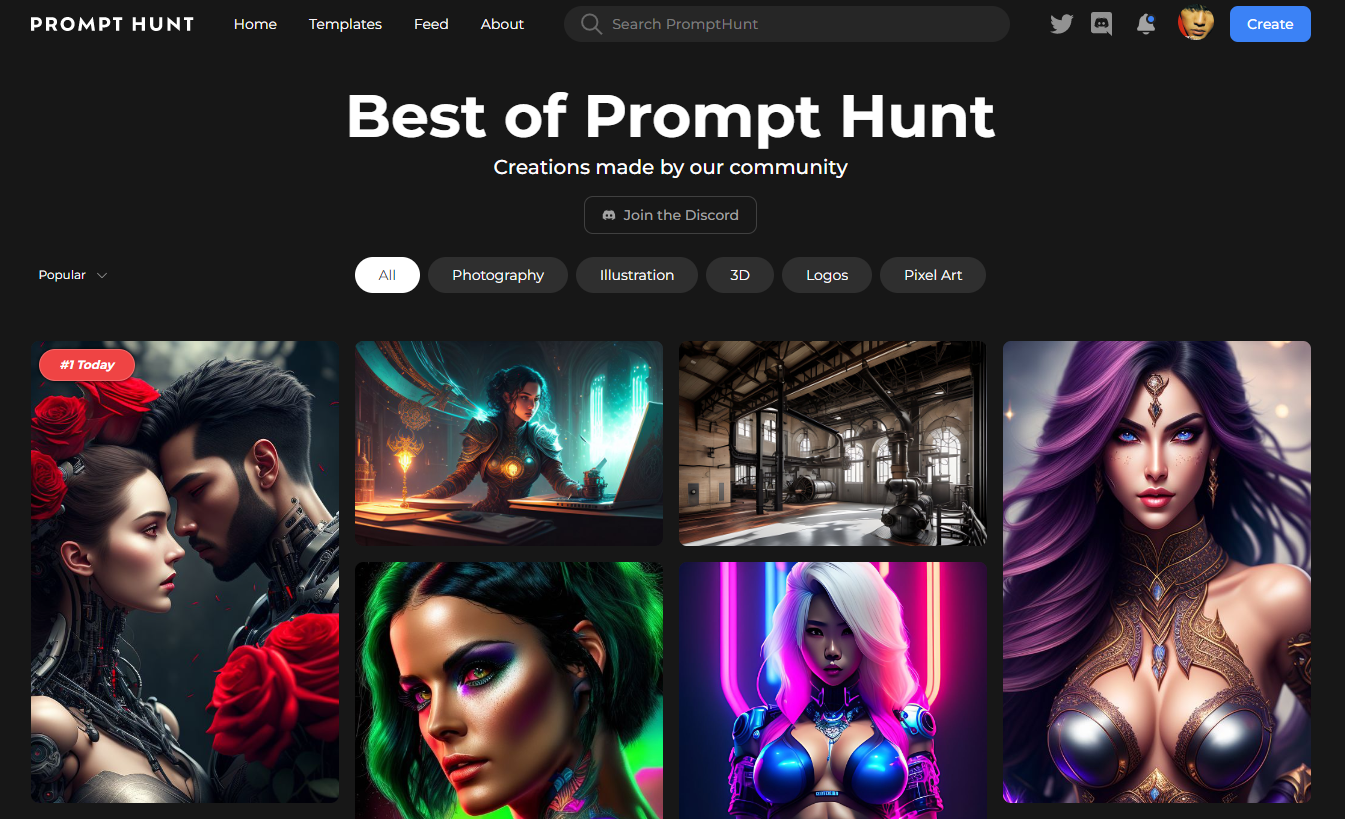 PROMPT HUNT
Home
Templates
Feed
About
Search PromptHunt
Create
Best of Prompt Hunt
Creations made by our community
Join the Discord
Popular
All
Photography
Illustration
3D
Logos
Pixel Art
#1 Today